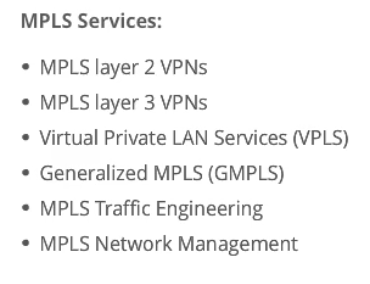 MPLS Services:
• MPLS layer 2 VPNs
• MPLS layer 3 VPNs
• Virtual Private LAN Services (VPLS)
• Generalized MPLS (GMPLS)
• MPLS Traffic Engineering
• MPLS Network Management